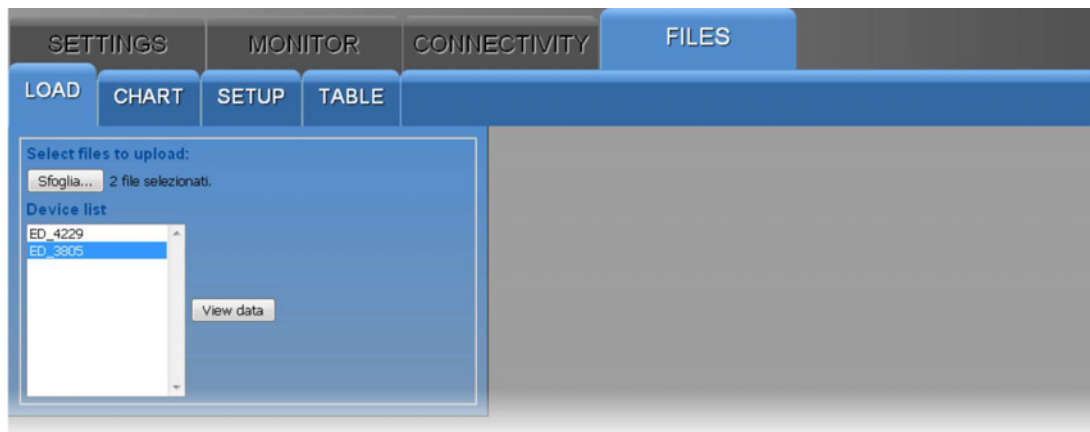 SETTINGS MONITOR CONNECTIVITY FILES
LOAD CHART SETUP TABLE
Select files to upload:
Sfoglia... 2 file selezionati.
Device list
ED_4229
ED_3805
View data